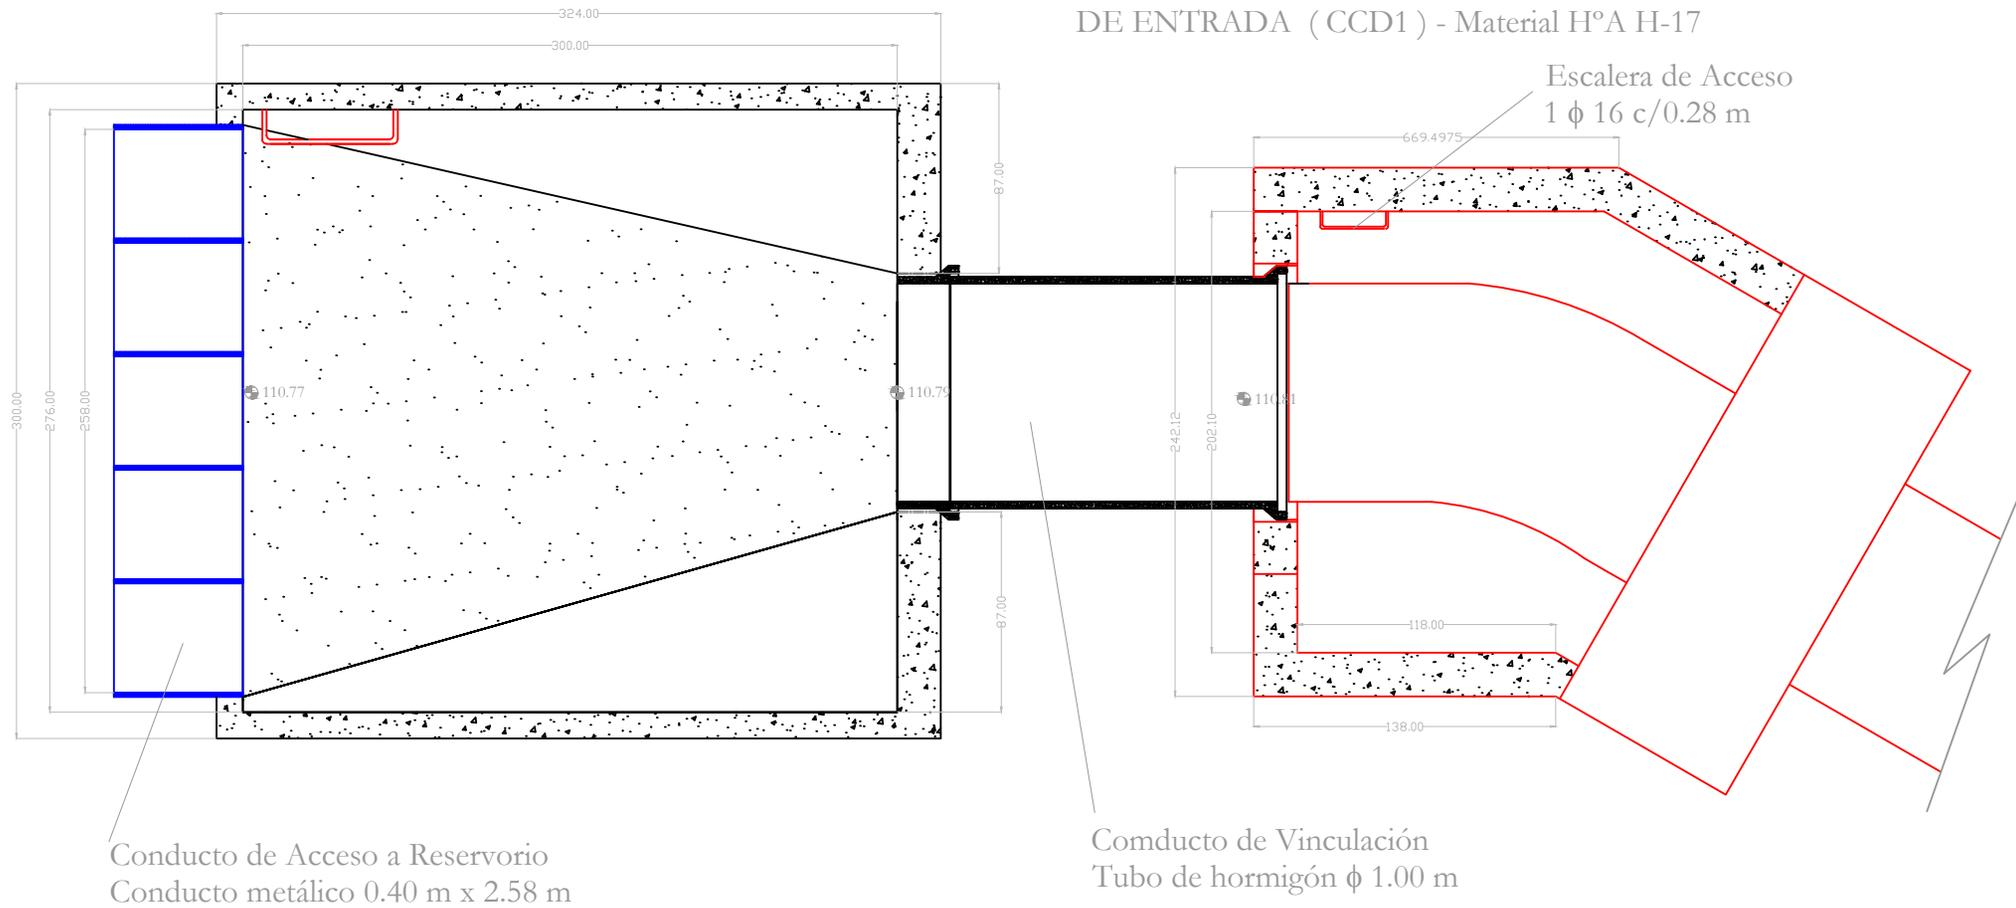 324.00
DE ENTRADA ( CCD1 ) - Material HºA H-17
300.00
Escalera de Acceso
1 ϕ 16 c/0.28 m
669.4975
87.00
110.77
110.79
110.81
300.00
276.00
258.00
242.12
202.10
87.00
118.00
138.00
Comducto de Vinculación
Tubo de hormigón ϕ 1.00 m
Conducto de Acceso a Reservorio
Conducto metálico 0.40 m x 2.58 m